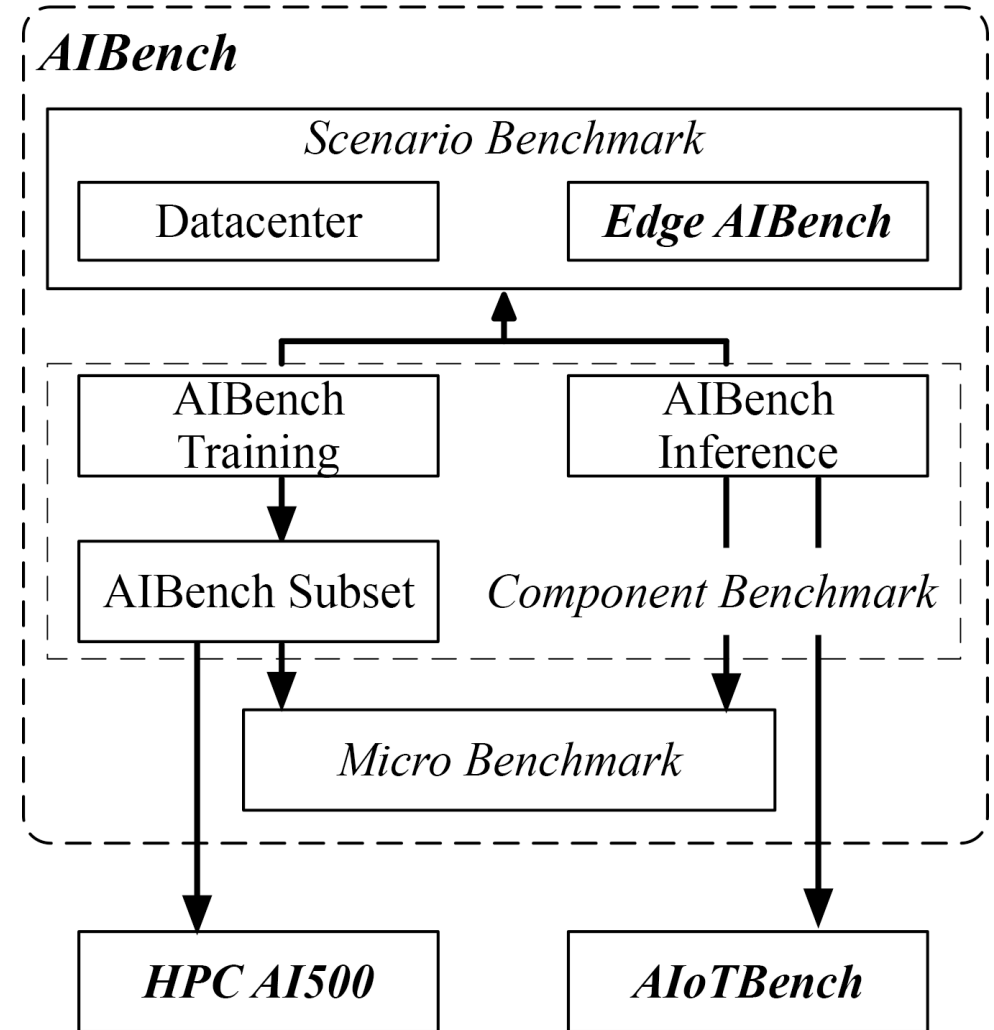 AIBench
Scenario Benchmark
Datacenter
Edge AIBench
AIBench
Training
AIBench
Inference
AIBench Subset
Component Benchmark
Micro Benchmark
HPC AI500
AIoTBench